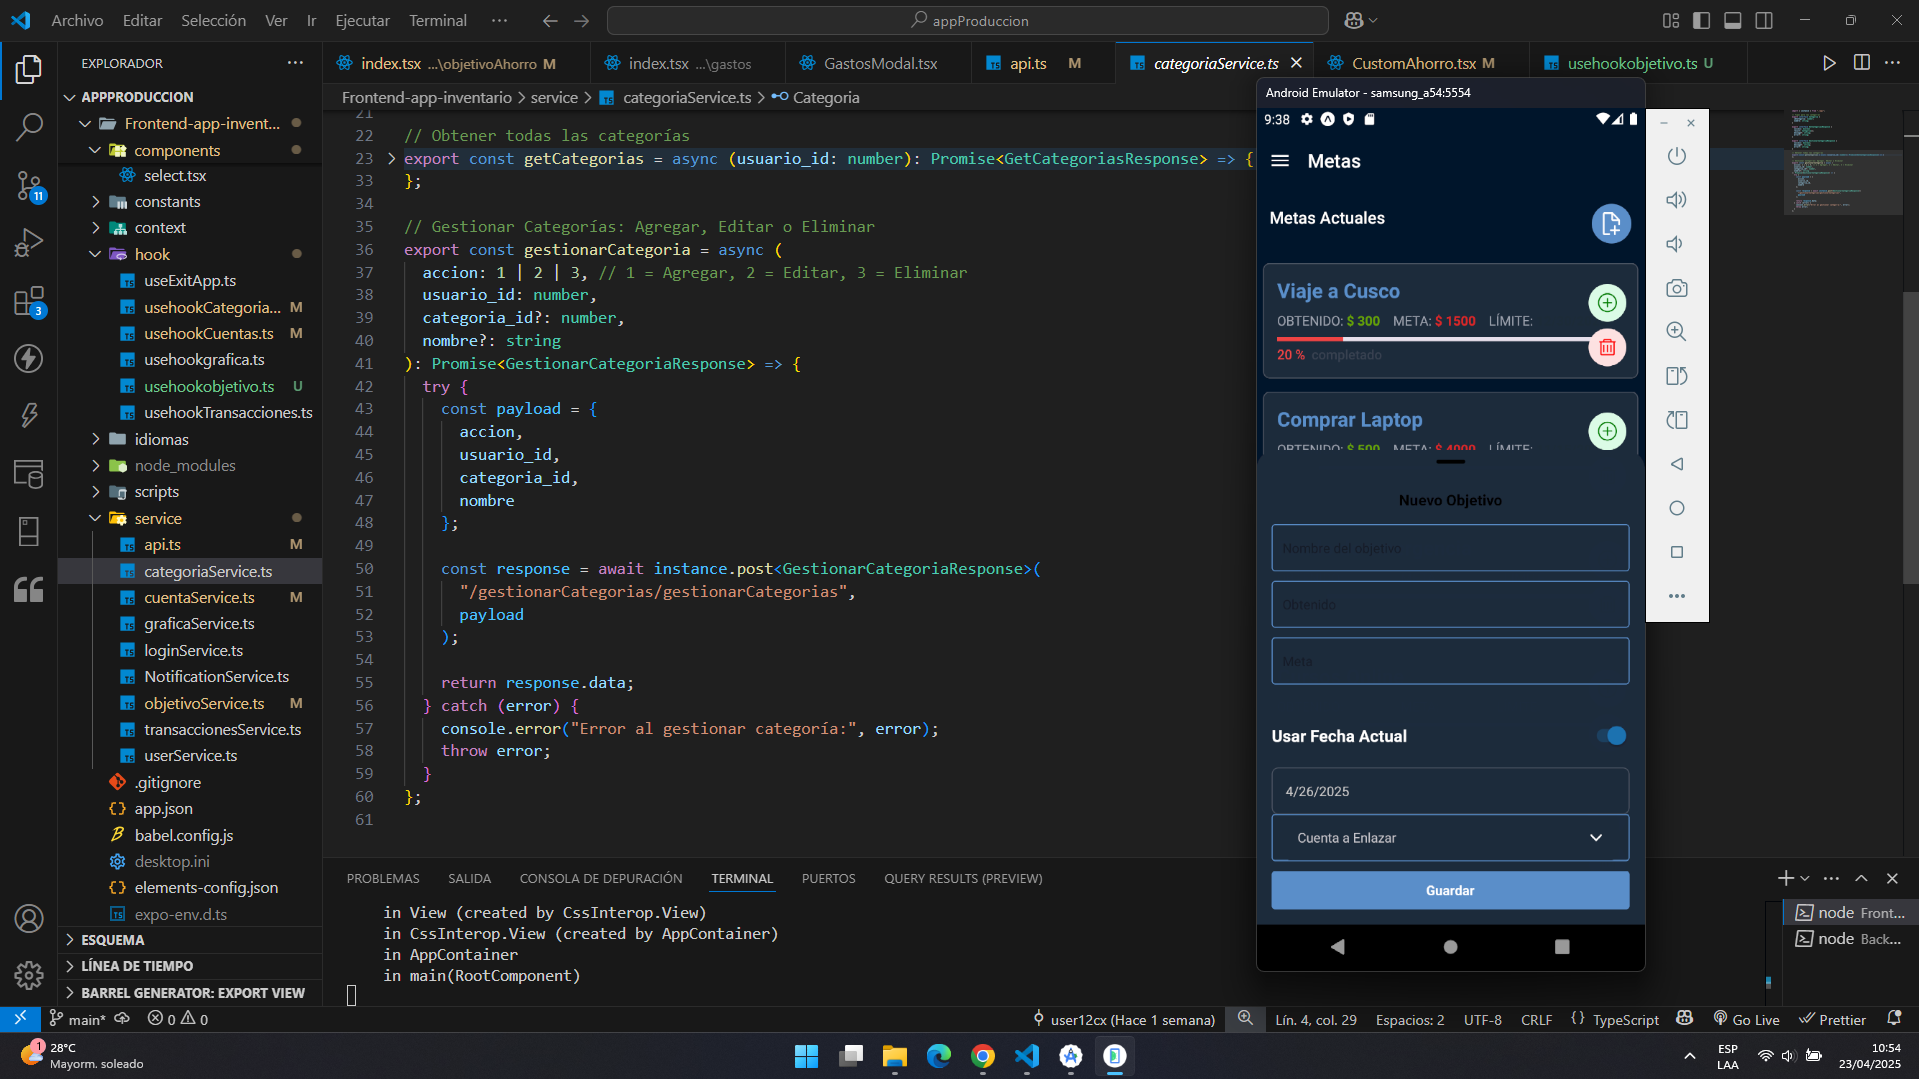 Archivo Editar Selección Ver Ir Ejecutar Terminal ··· appProduccion
EXPLORADOR
APPPRODUCCION
Frontend-app-invent...
components
select.tsx
constants
context
hook
useExitApp.ts
usehookCategoria... M
usehookCuentas.ts M
usehookgrafica.ts
usehookobjetivo.ts U
usehookTransacciones.ts
idiomas
node_modules
scripts
service
api.ts M
categoriaService.ts
cuentaService.ts M
graficaService.ts
loginService.ts
NotificationService.ts
objetivoService.ts M
transaccionesService.ts
userService.ts
.gitignore
app.json
babel.config.js
desktop.ini
elements-config.json
expo-env.d.ts
ESQUEMA
LÍNEA DE TIEMPO
BARREL GENERATOR: EXPORT VIEW
11
3
index.tsx ...\objetivoAhorro M
index.tsx ...\gastos
GastosModal.tsx
api.ts M
categoriaService.ts
CustomAhorro.tsx M
usehookobjetivo.ts U
Frontend-app-inventario > service > categoriaService.ts > Categoria
21
22 // Obtener todas las categorías
23 export const getCategorias = async (usuario_id: number): Promise<GetCategoriasResponse> => {
33 };
34
35 // Gestionar Categorías: Agregar, Editar o Eliminar
36 export const gestionarCategoria = async (
37 accion: 1 | 2 | 3, // 1 = Agregar, 2 = Editar, 3 = Eliminar
38 usuario_id: number,
39 categoria_id?: number,
40 nombre?: string
41 ): Promise<GestionarCategoriaResponse> => {
42 try {
43 const payload = {
44 accion,
45 usuario_id,
46 categoria_id,
47 nombre
48 };
49
50 const response = await instance.post<GestionarCategoriaResponse>(
51 "/gestionarCategorias/gestionarCategorias",
52 payload
53 );
54
55 return response.data;
56 } catch (error) {
57 console.error("Error al gestionar categoría:", error);
58 throw error;
59 }
60 };
61
Android Emulator - samsung_a54:5554
9:38
Metas
Metas Actuales
Viaje a Cusco
OBTENIDO: $ 300 META: $ 1500 LÍMITE:
20 % completado
Comprar Laptop
OBTENIDO: $ 500 META: $ 4000 LÍMITE:
Nuevo Objetivo
Nombre del objetivo
Obtenido
Meta
Usar Fecha Actual
4/26/2025
Cuenta a Enlazar
Guardar
PROBLEMAS SALIDA CONSOLA DE DEPURACIÓN TERMINAL PUERTOS QUERY RESULTS (PREVIEW)
in View (created by CssInterop.View)
in CssInterop.View (created by AppContainer)
in AppContainer
in main(RootComponent)
node Front...
node Back...
main* 0 0 user12cx (Hace 1 semana) Lín. 4, col. 29 Espacios: 2 UTF-8 CRLF {} TypeScript Go Live Prettier
1
28°C
Mayorm. soleado
ESP
LAA
10:54
23/04/2025